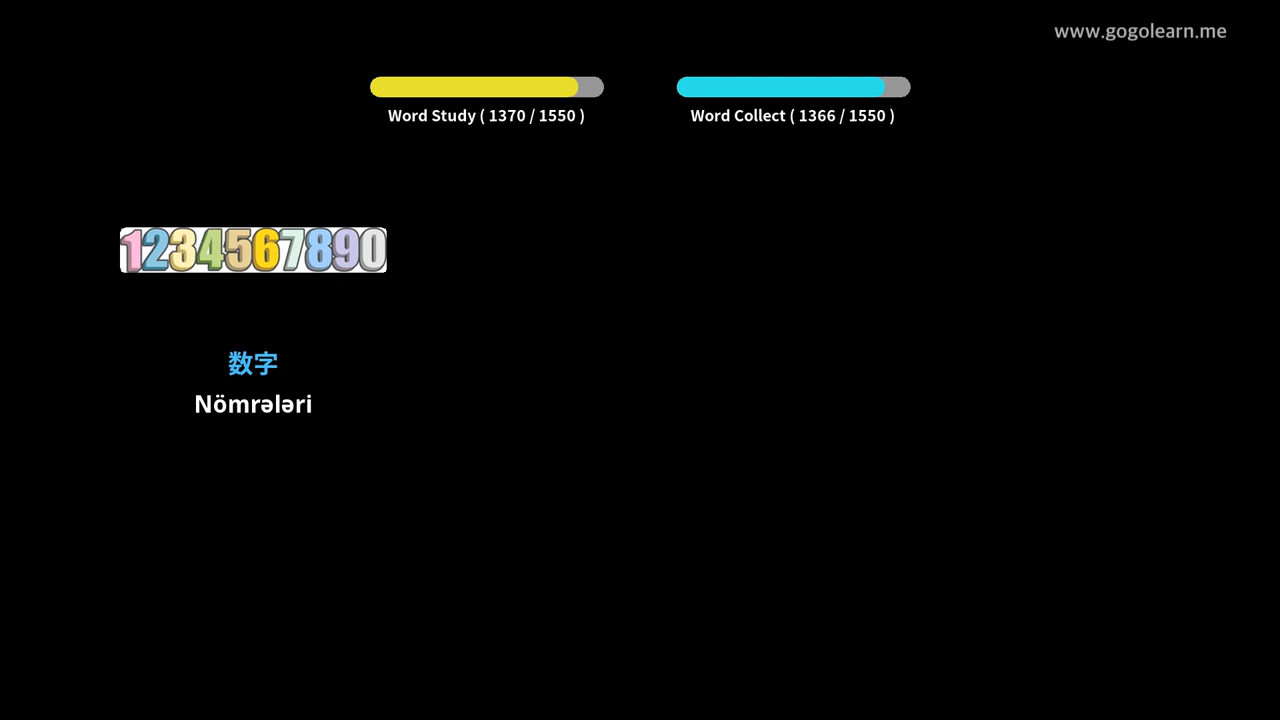 www.gogolearn.me
Word Study ( 1370 / 1550 )
Word Collect ( 1366 / 1550 )
1234567890
数字
Nömrələri